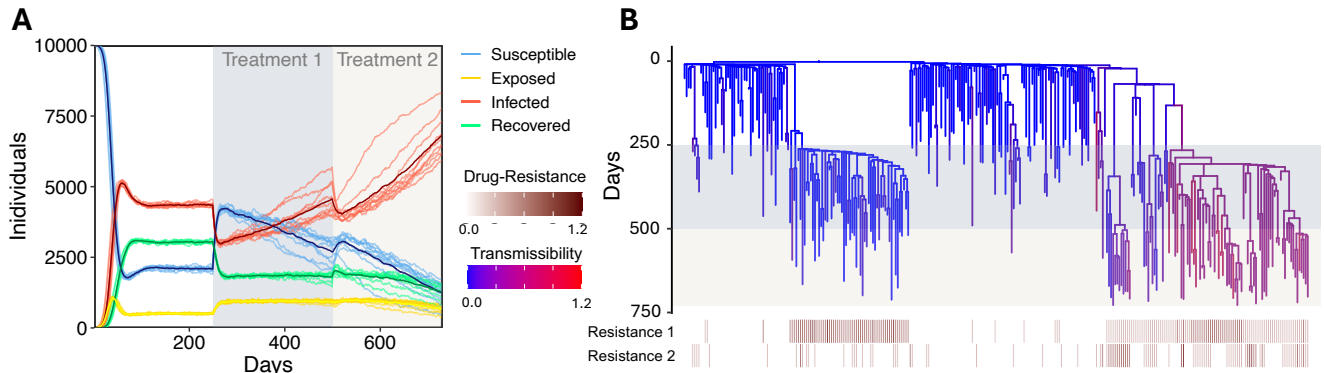 A
10000
7500
5000
2500
0
Inidividuals
200
400
600
Days
Treatment 1
Treatment 2
Susceptible
Exposed
Infected
Recovered
Drug-Resistance
0.0
1.2
Transmissibility
0.0
1.2
B
0
250
500
750
Days
Resistance 1
Resistance 2